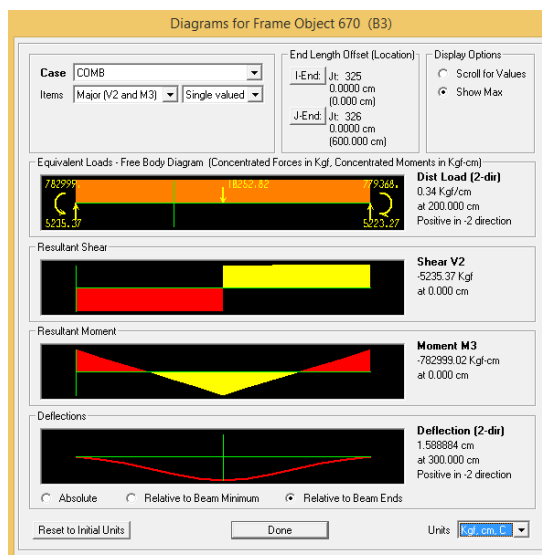 Diagrams for Frame Object 670 (B3)
End Length Offset (Location)
Display Options
Case COMB
I-End: Jt: 325
0.0000 cm
(0.000 cm)
Scroll for Values
Items Major (V2 and M3) Single valued
Show Max
J-End: Jt: 326
0.0000 cm
(600.000 cm)
Equivalent Loads - Free Body Diagram (Concentrated Forces in Kgf, Concentrated Moments in Kgf-cm)
782999. 10252.82 779368.
5235.37 5223.27
Dist Load (2-dir)
0.34 Kgf/cm
at 200.000 cm
Positive in -2 direction
Resultant Shear
Shear V2
-5235.37 Kgf
at 0.000 cm
Resultant Moment
Moment M3
-782999.02 Kgf-cm
at 0.000 cm
Deflections
Deflection (2-dir)
1.588884 cm
at 300.000 cm
Positive in -2 direction
Absolute Relative to Beam Minimum Relative to Beam Ends
Reset to Initial Units Done Units Kgf, cm, C